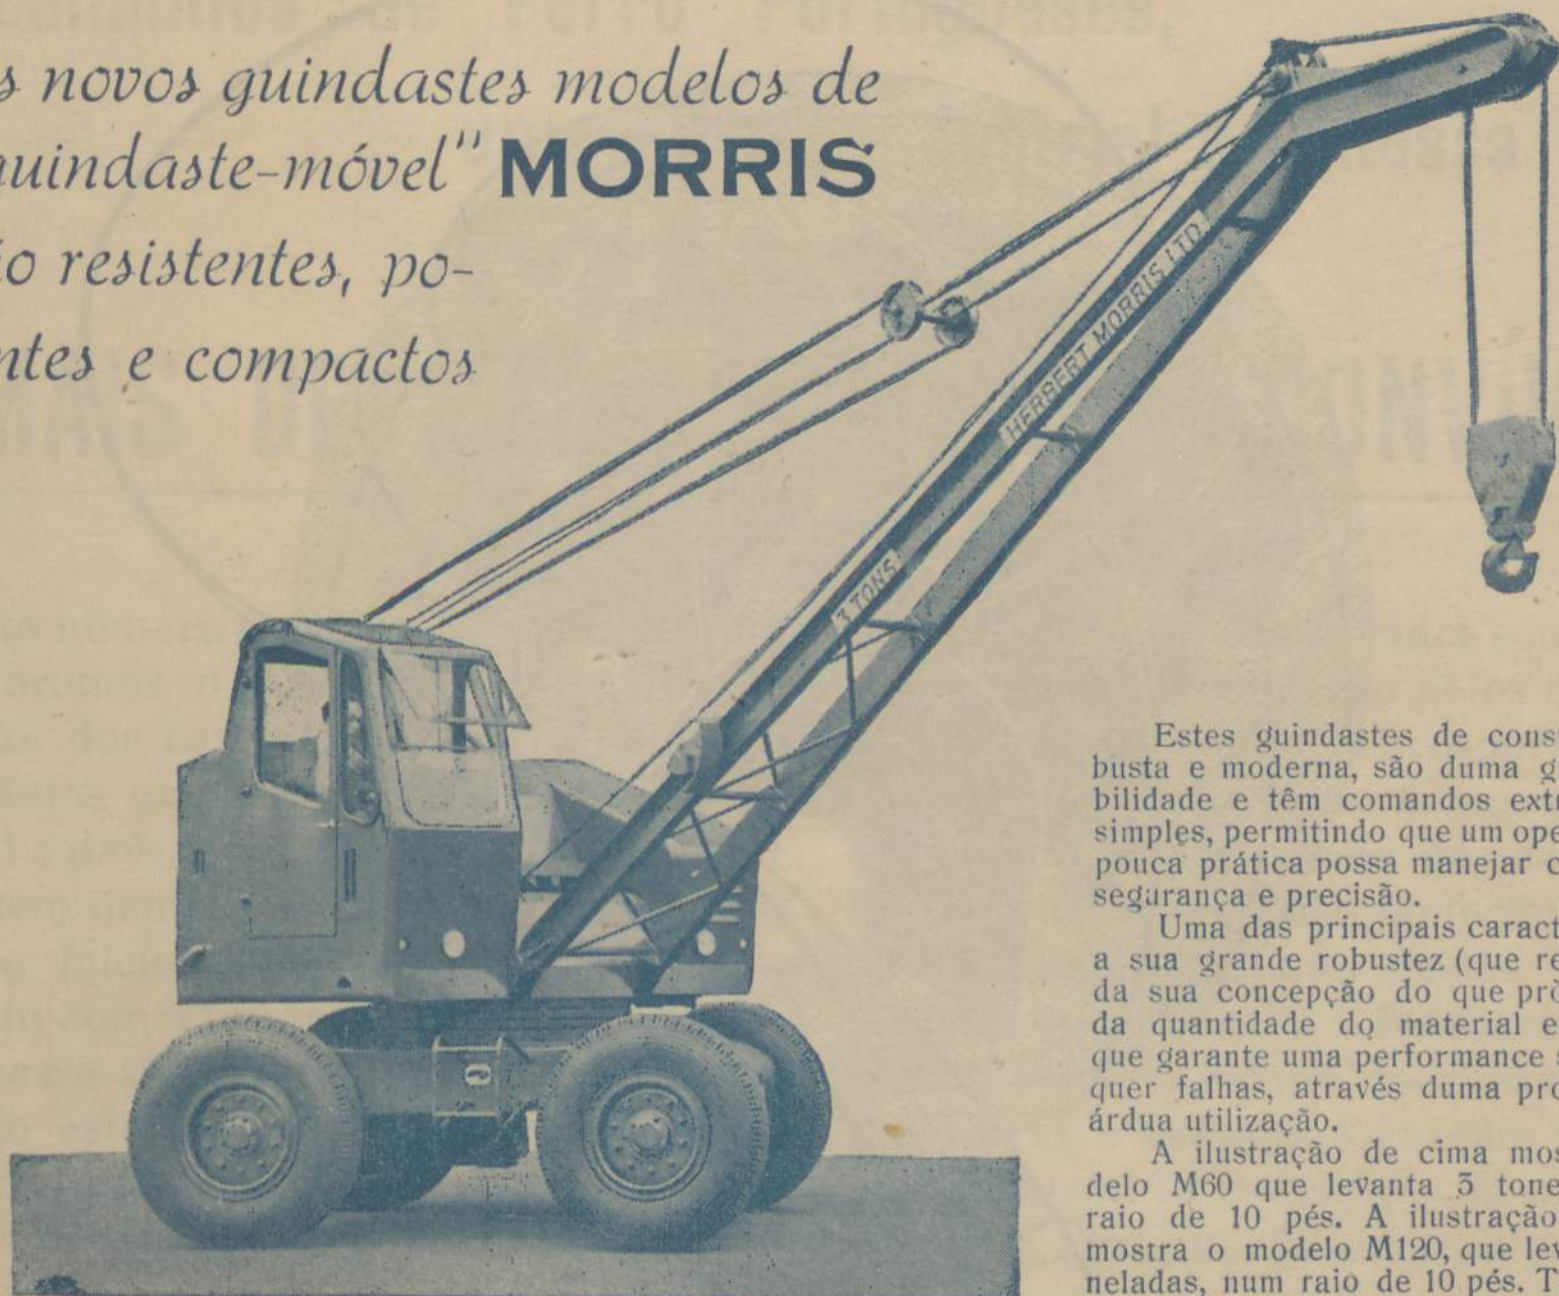 s novos guindastes modelos de
uindaste-móvel" MORRIS
o resistentes, po-
ntes e compactos
HERBERT MORRIS LTD.
3 TONS
Estes guindastes de cons
busta e moderna, são duma g
bilidade e têm comandos extr
simples, permitindo que um ope
pouca prática possa manejar c
segurança e precisão.
Uma das principais caract
a sua grande robustez (que re
da sua concepção do que prò
da quantidade do material e
que garante uma performance s
quer falhas, através duma pro
árdua utilização.
A ilustração de cima mos
delo M60 que levanta 3 tone
raio de 10 pés. A ilustração
mostra o modelo M120, que lev
neladas, num raio de 10 pés. T